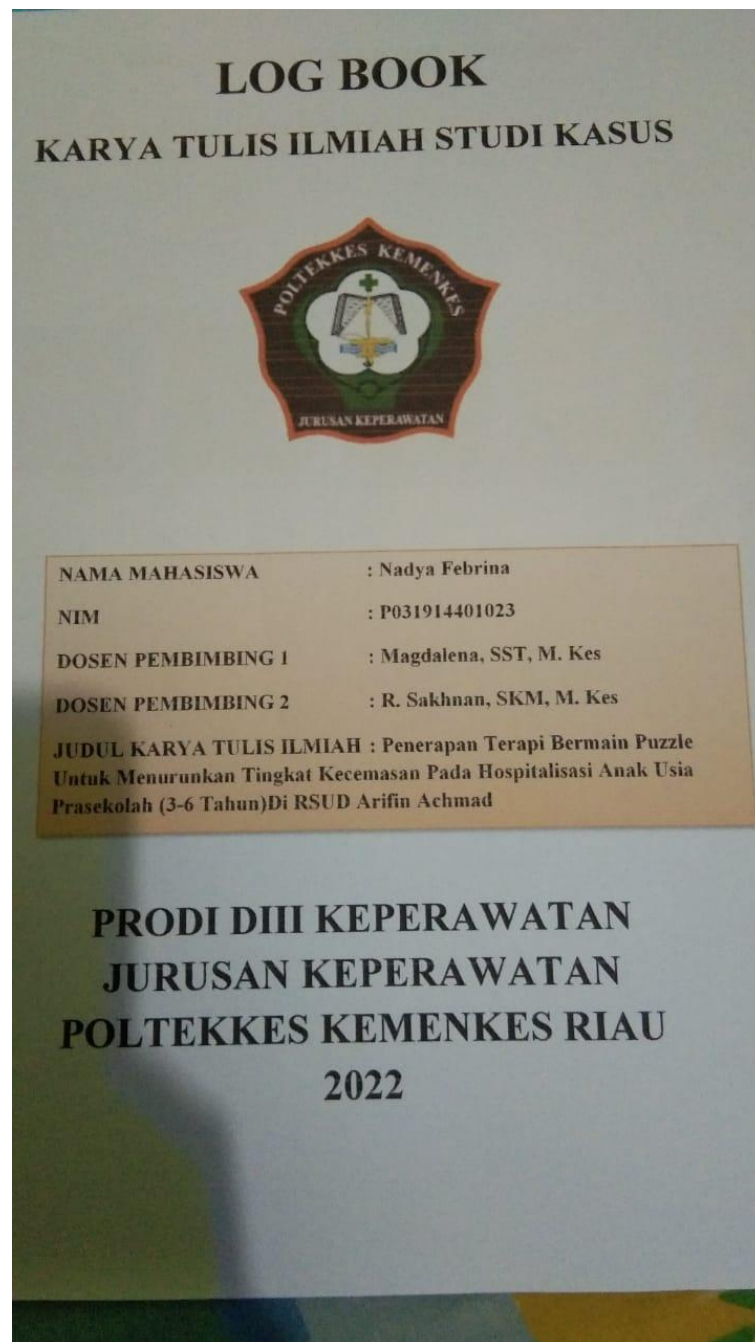 LOG BOOK
KARYA TULIS ILMIAH STUDI KASUS
POLTEKKES KEMENKES
JURUSAN KEPERAWATAN
NAMA MAHASISWA : Nadya Febrina
NIM : P031914401023
DOSEN PEMBIMBING 1 : Magdalena, SST, M. Kes
DOSEN PEMBIMBING 2 : R. Sakhnan, SKM, M. Kes
JUDUL KARYA TULIS ILMIAH : Penerapan Terapi Bermain Puzzle
Untuk Menurunkan Tingkat Kecemasan Pada Hospitalisasi Anak Usia
Prasekolah (3-6 Tahun)Di RSUD Arifin Achmad
PRODI DIII KEPERAWATAN
JURUSAN KEPERAWATAN
POLTEKKES KEMENKES RIAU
2022